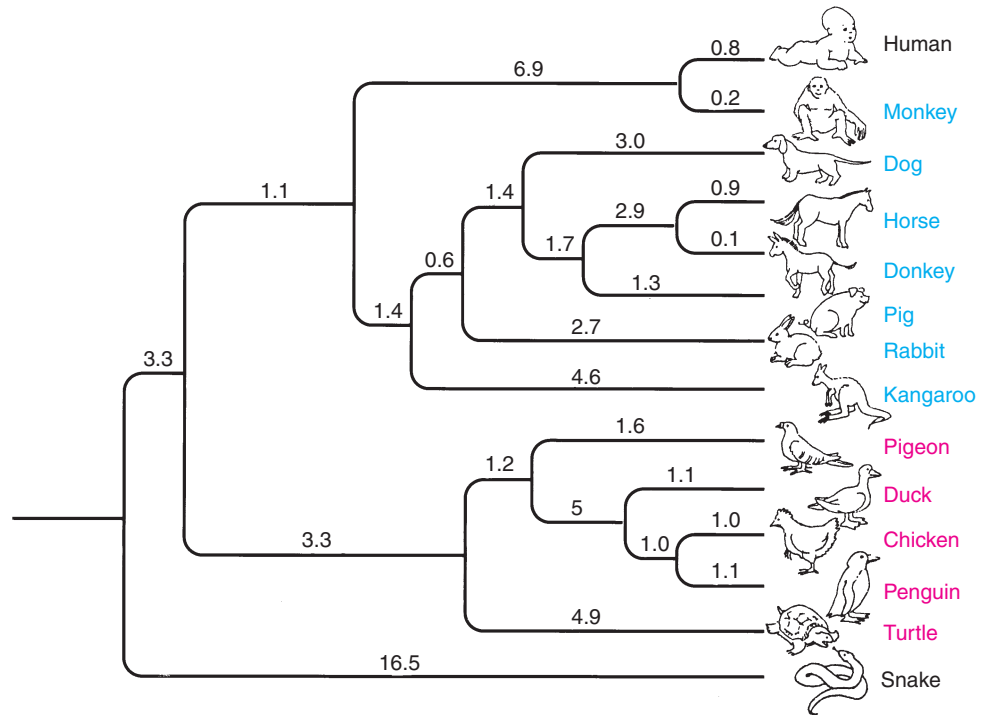 0.8
Human
6.9
0.2
Monkey
3.0
Dog
1.4
0.9
1.1
2.9
Horse
1.7
0.1
0.6
Donkey
1.3
1.4
Pig
2.7
Rabbit
3.3
4.6
Kangaroo
1.6
Pigeon
1.2
1.1
Duck
5
1.0
Chicken
3.3
1.0
1.1
Penguin
4.9
Turtle
16.5
Snake